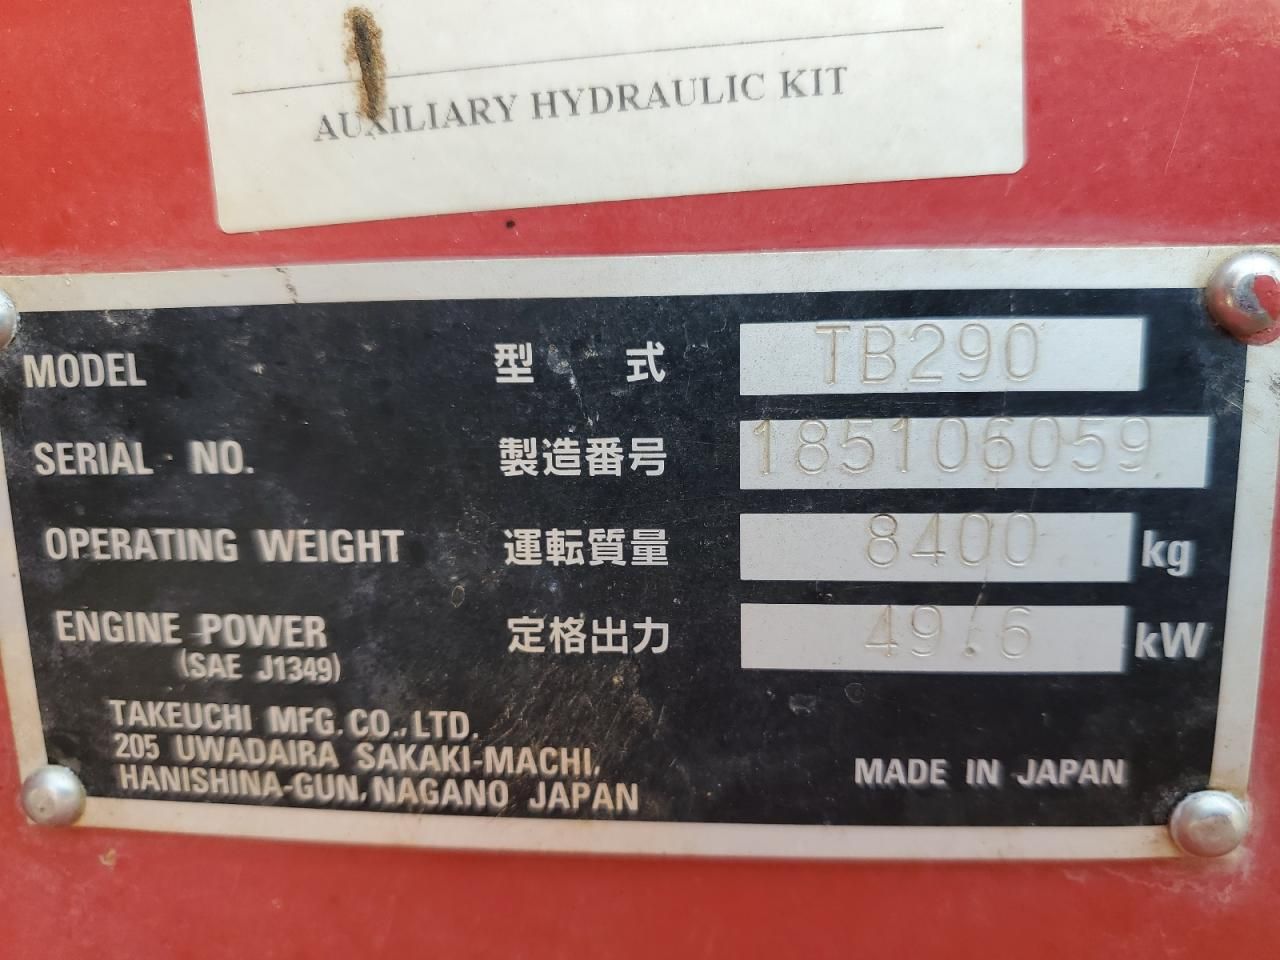 AUXILIARY HYDRAULIC KIT
MODEL 型 式 TB290
SERIAL NO. 製造番号 185106059
OPERATING WEIGHT 運転質量 8400 kg
ENGINE POWER 定格出力 49.6 kW
(SAE J1349)
TAKEUCHI MFG. CO., LTD.
205 UWADAIRA SAKAKI-MACHI,
HANISHINA-GUN, NAGANO JAPAN
MADE IN JAPAN